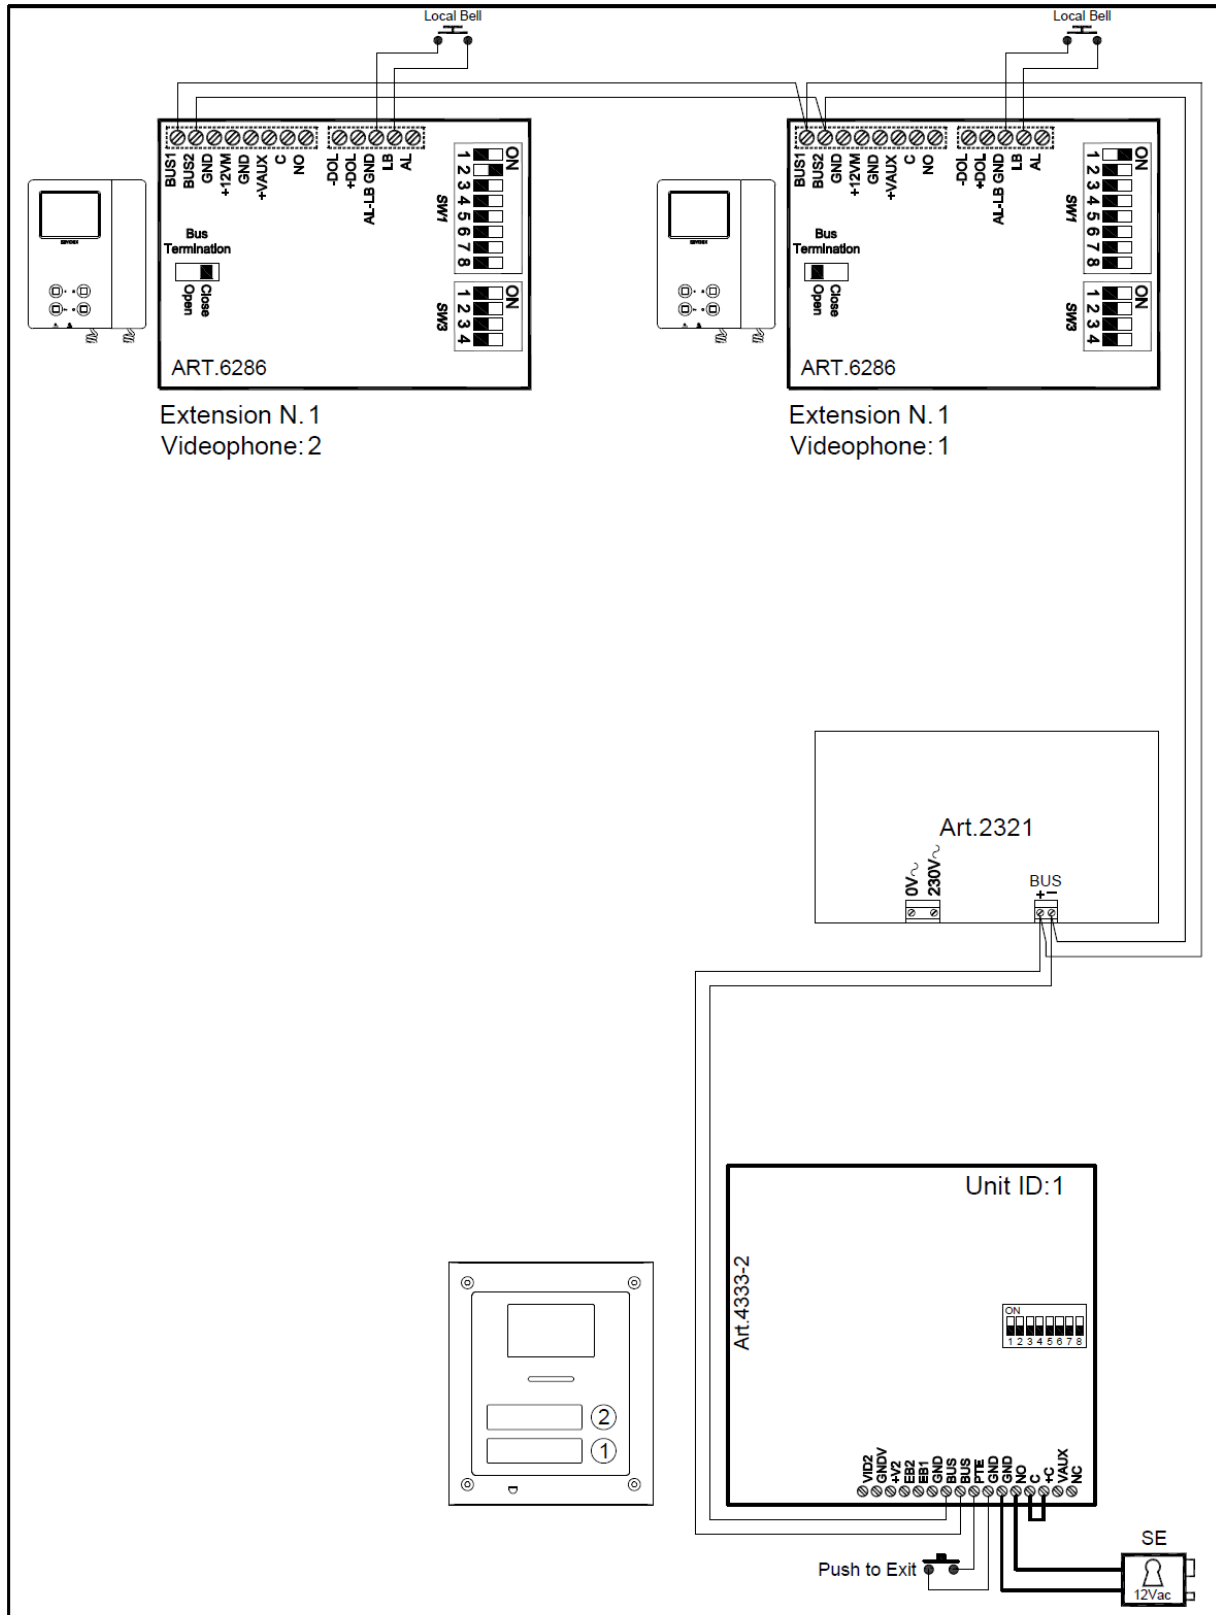 Local Bell
Local Bell
BUS1
BUS2
GND
+12VM
GND
+VAUX
C
NO
-DOL
+DOL
AL-LB GND
LB
AL
1 2 3 4 5 6 7 8
ON
SW1
Bus
Termination
Open
Close
1 2 3 4
ON
SW3
ART.6286
Extension N. 1
Videophone: 2
BUS1
BUS2
GND
+12VM
GND
+VAUX
C
NO
-DOL
+DOL
AL-LB GND
LB
AL
1 2 3 4 5 6 7 8
ON
SW1
Bus
Termination
Open
Close
1 2 3 4
ON
SW3
ART.6286
Extension N. 1
Videophone: 1
Art.2321
0V~
230V~
BUS
+ –
Unit ID:1
Art.4333-2
ON
1 2 3 4 5 6 7 8
2
1
VID2
GNDV
+V2
EB2
EB1
GND
BUS
BUS
PTE
GND
GND
NO
C
+C
VAUX
NC
Push to Exit
SE
12Vac